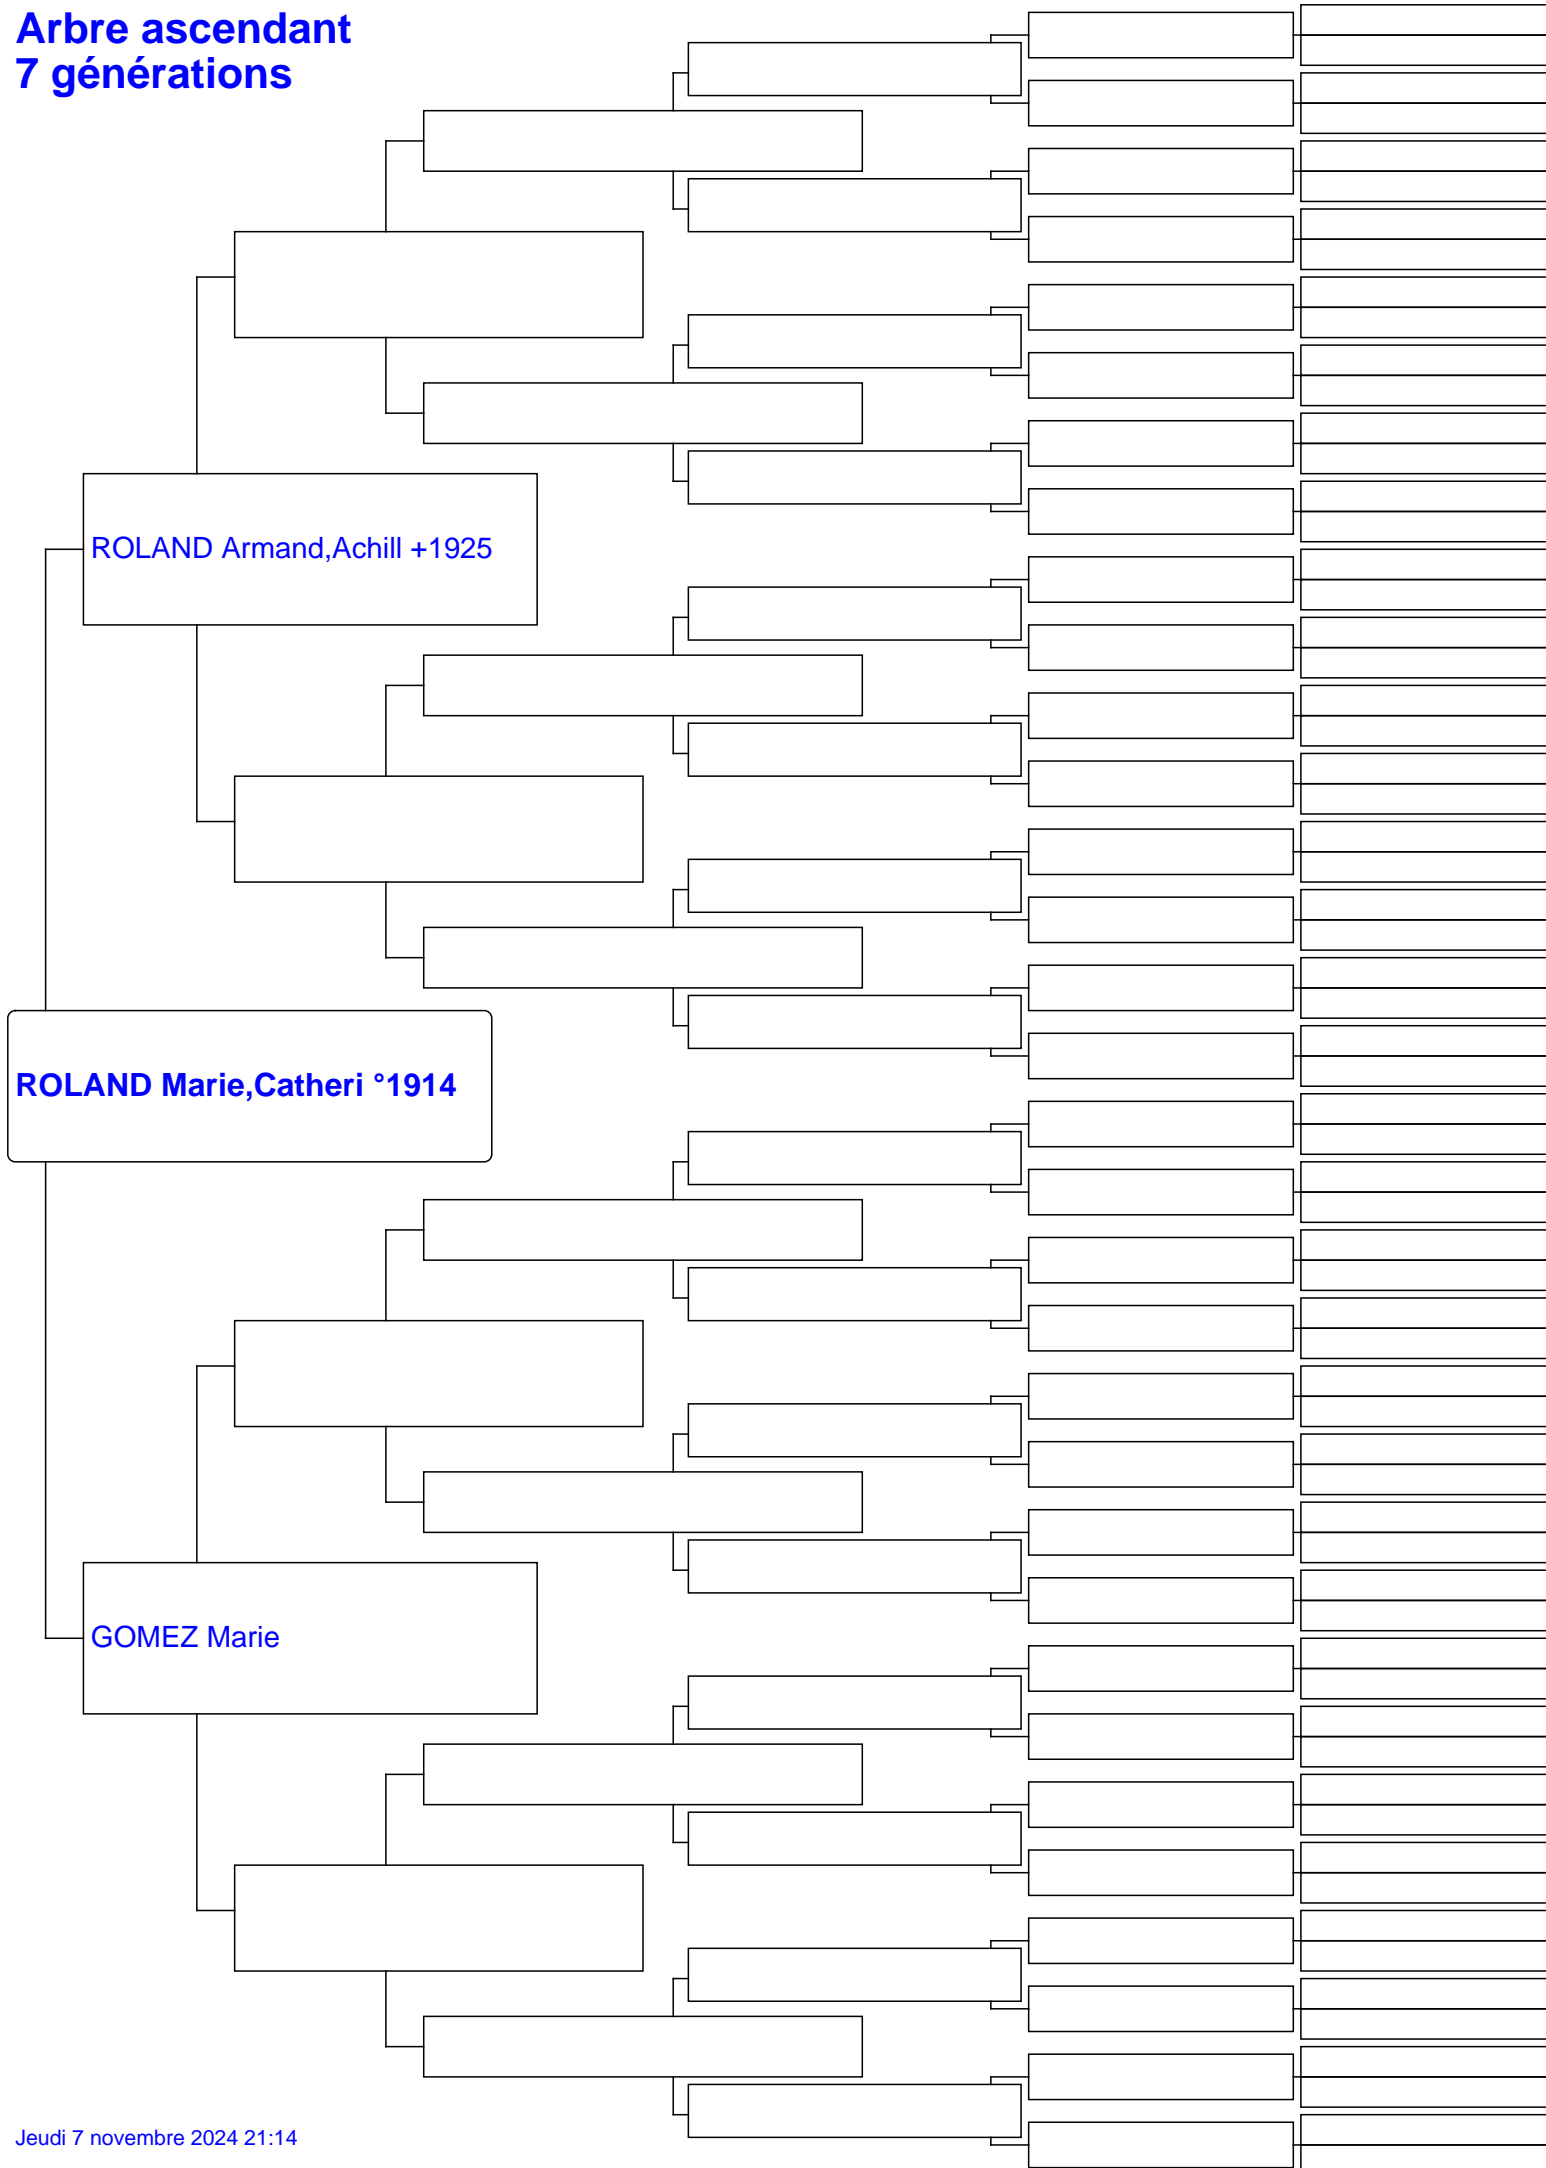 Arbre ascendant
7 générations
ROLAND Armand,Achill +1925
ROLAND Marie,Catheri °1914
GOMEZ Marie
Jeudi 7 novembre 2024 21:14